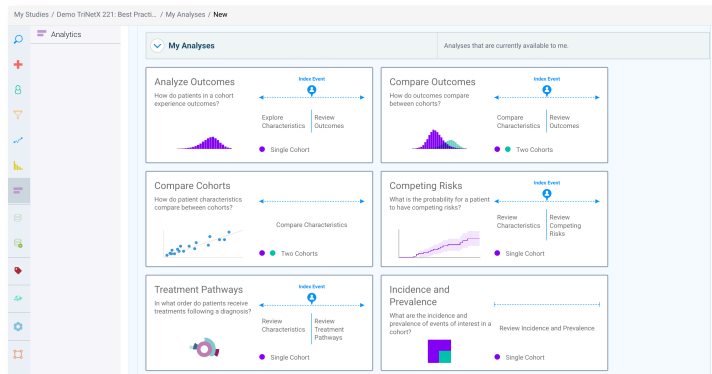 My Studies / Demo TriNetX 221: Best Practi... / My Analyses / New
Analytics
My Analyses
Analyses that are currently available to me.
Analyze Outcomes
How do patients in a cohort
experience outcomes?
Index Event
Explore
Characteristics
Review
Outcomes
Single Cohort
Compare Outcomes
How do outcomes compare
between cohorts?
Index Event
Compare
Characteristics
Review
Outcomes
Two Cohorts
Compare Cohorts
How do patient characteristics
compare between cohorts?
Compare Characteristics
Two Cohorts
Competing Risks
What is the probability for a patient
to have competing risks?
Index Event
Review
Characteristics
Review
Competing
Risks
Single Cohort
Treatment Pathways
In what order do patients receive
treatments following a diagnosis?
Index Event
Review
Characteristics
Review
Treatment
Pathways
Single Cohort
Incidence and
Prevalence
What are the incidence and
prevalence of events of interest in a
cohort?
Review Incidence and Prevalence
Single Cohort